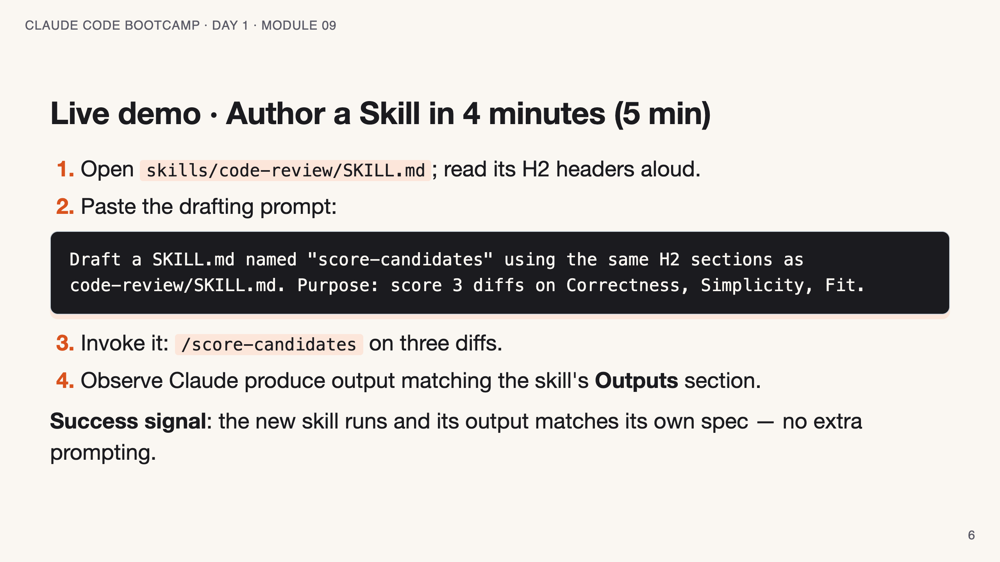 CLAUDE CODE BOOTCAMP · DAY 1 · MODULE 09
Live demo · Author a Skill in 4 minutes (5 min)
1. Open skills/code-review/SKILL.md; read its H2 headers aloud.
2. Paste the drafting prompt:
Draft a SKILL.md named "score-candidates" using the same H2 sections as
code-review/SKILL.md. Purpose: score 3 diffs on Correctness, Simplicity, Fit.
3. Invoke it: /score-candidates on three diffs.
4. Observe Claude produce output matching the skill's Outputs section.
Success signal: the new skill runs and its output matches its own spec — no extra
prompting.
6